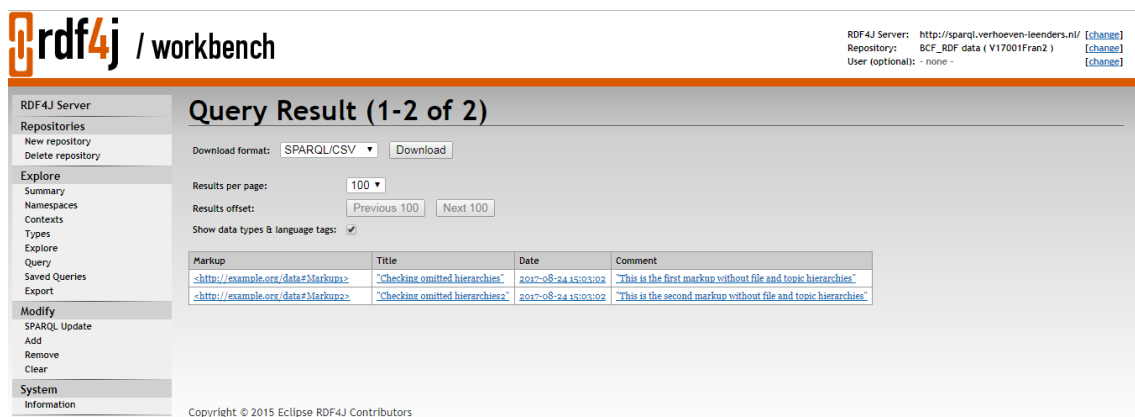 rdf4j / workbench
RDF4J Server: http://sparql.verhoeven-leenders.nl/ [change]
Repository: BCF_RDF data ( V17001Fran2 ) [change]
User (optional): - none - [change]
RDF4J Server
Repositories
New repository
Delete repository
Explore
Summary
Namespaces
Contexts
Types
Explore
Query
Saved Queries
Export
Modify
SPARQL Update
Add
Remove
Clear
System
Information
Query Result (1-2 of 2)
Download format: SPARQL/CSV Download
Results per page: 100
Results offset: Previous 100 Next 100
Show data types & language tags:
Markup Title Date Comment
<http://example.org/data#Markup1> "Checking omitted hierarchies" 2017-08-24 15:03:02 "This is the first markup without file and topic hierarchies"
<http://example.org/data#Markup2> "Checking omitted hierarchies2" 2017-08-24 15:03:02 "This is the second markup without file and topic hierarchies"
Copyright © 2015 Eclipse RDF4J Contributors